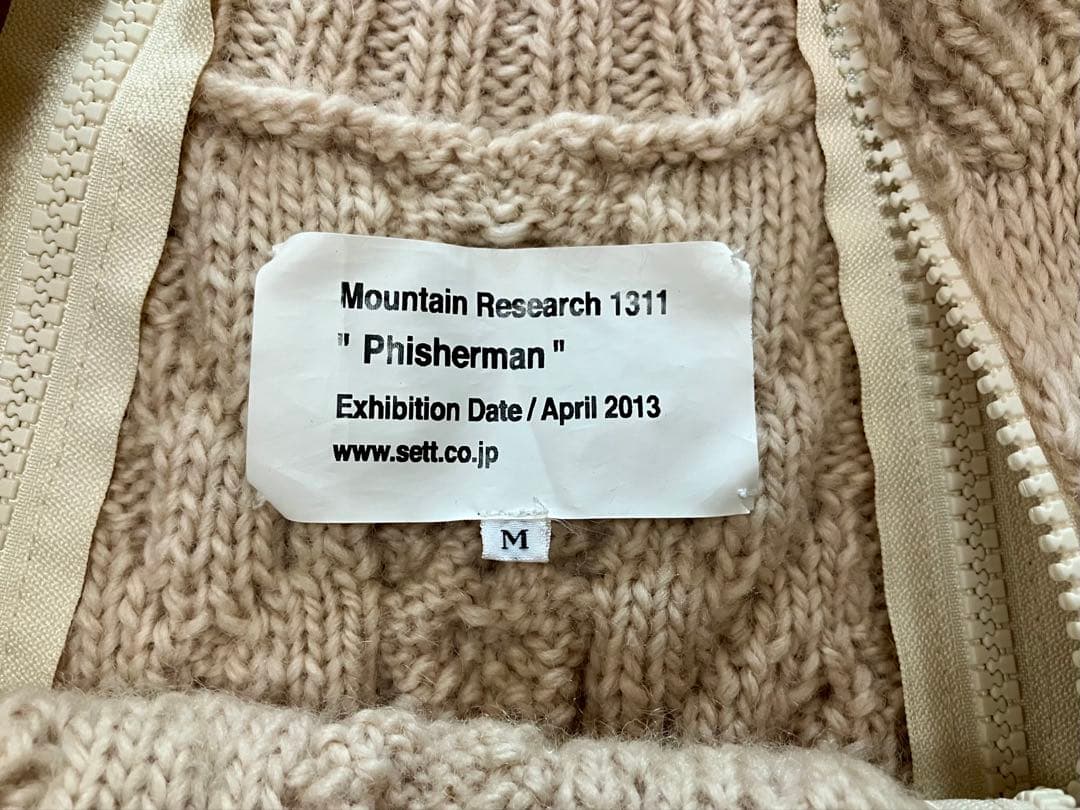 Mountain Research 1311
" Phisherman "
Exhibition Date / April 2013
www.sett.co.jp
M